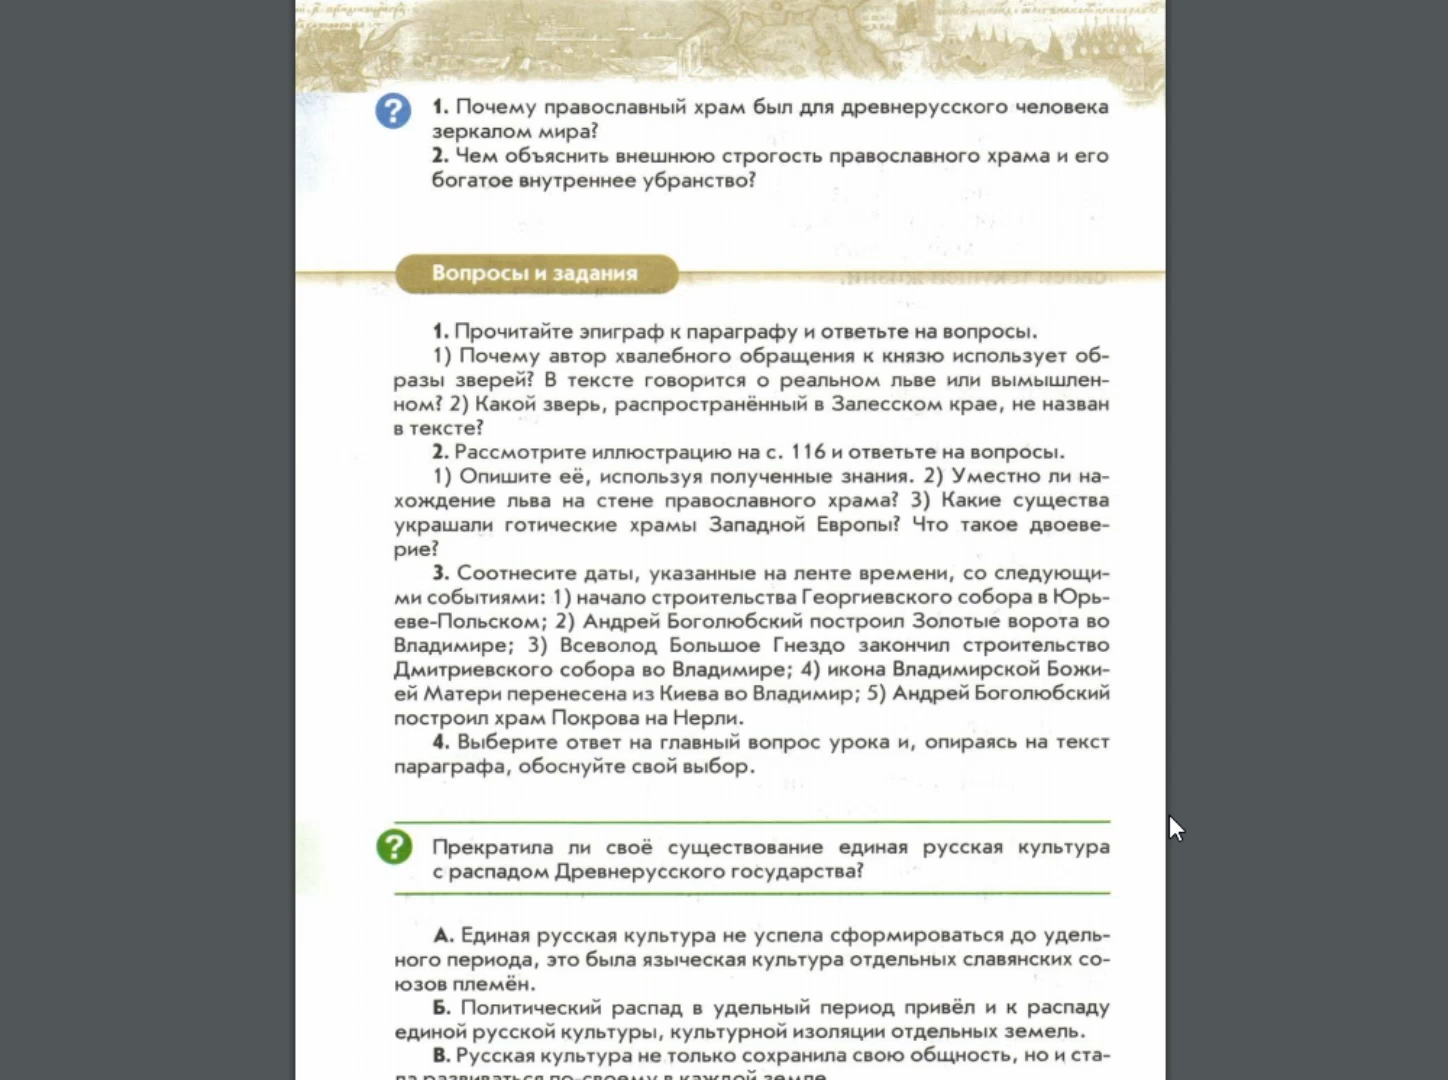 1. Почему православный храм был для древнерусского человека
зеркалом мира?
2. Чем объяснить внешнюю строгость православного храма и его
богатое внутреннее убранство?
Вопросы и задания
1. Прочитайте эпиграф к параграфу и ответьте на вопросы.
1) Почему автор хвалебного обращения к князю использует об-
разы зверей? В тексте говорится о реальном льве или вымышлен-
ном? 2) Какой зверь, распространённый в Залесском крае, не назван
в тексте?
2. Рассмотрите иллюстрацию на с. 116 и ответьте на вопросы.
1) Опишите её, используя полученные знания. 2) Уместно ли на-
хождение льва на стене православного храма? 3) Какие существа
украшали готические храмы Западной Европы? Что такое двоеве-
рие?
3. Соотнесите даты, указанные на ленте времени, со следующи-
ми событиями: 1) начало строительства Георгиевского собора в Юрь-
еве-Польском; 2) Андрей Боголюбский построил Золотые ворота во
Владимире; 3) Всеволод Большое Гнездо закончил строительство
Дмитриевского собора во Владимире; 4) икона Владимирской Божи-
ей Матери перенесена из Киева во Владимир; 5) Андрей Боголюбский
построил храм Покрова на Нерли.
4. Выберите ответ на главный вопрос урока и, опираясь на текст
параграфа, обоснуйте свой выбор.
Прекратила ли своё существование единая русская культура
с распадом Древнерусского государства?
А. Единая русская культура не успела сформироваться до удель-
ного периода, это была языческая культура отдельных славянских со-
юзов племён.
Б. Политический распад в удельный период привёл и к распаду
единой русской культуры, культурной изоляции отдельных земель.
В. Русская культура не только сохранила свою общность, но и ста-
ла развиваться по-своему в каждой земле.